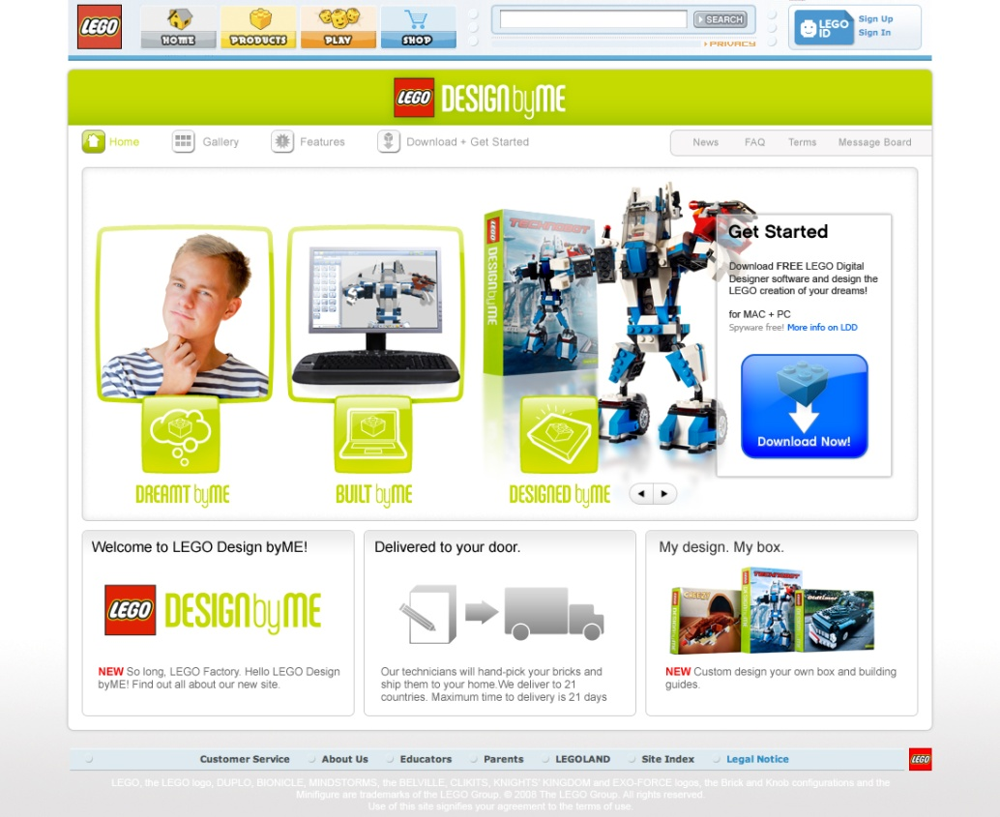 LEGO
HOME
PRODUCTS
PLAY
SHOP
SEARCH
PRIVACY
LEGO
ID
Sign Up
Sign In
LEGO DESIGN byME
Home
Gallery
Features
Download + Get Started
News
FAQ
Terms
Message Board
LEGO
DESIGN byME
TECHNOBOT
Get Started
Download FREE LEGO Digital
Designer software and design the
LEGO creation of your dreams!
for MAC + PC
Spyware free! More info on LDD
Download Now!
DREAMT byME
BUILT byME
DESIGNED byME
Welcome to LEGO Design byME!
LEGO DESIGN byME
NEW So long, LEGO Factory. Hello LEGO Design
byME! Find out all about our new site.
Delivered to your door.
Our technicians will hand-pick your bricks and
ship them to your home.We deliver to 21
countries. Maximum time to delivery is 21 days
My design. My box.
TECHNOBOT
Oldtimer
NEW Custom design your own box and building
guides.
Customer Service
About Us
Educators
Parents
LEGOLAND
Site Index
Legal Notice
LEGO
LEGO, the LEGO logo, DUPLO, BIONICLE, MINDSTORMS, the BELVILLE, CLIKITS, KNIGHTS' KINGDOM and EXO-FORCE logos, the Brick and Knob configurations and the
Minifigure are trademarks of the LEGO Group. © 2008 The LEGO Group. All rights reserved.
Use of this site signifies your agreement to the terms of use.